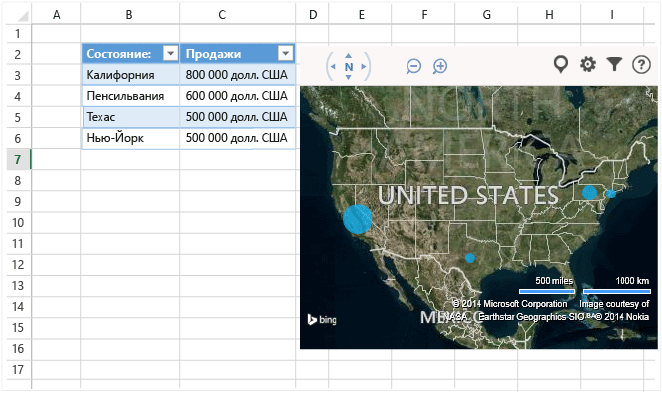 A B C D E F G H I
1
2 Состояние: Продажи
3 Калифорния 800 000 долл. США
4 Пенсильвания 600 000 долл. США
5 Техас 500 000 долл. США
6 Нью-Йорк 500 000 долл. США
7
8
9
10
11
12
13
14
15
16
17
N
?
UNITED STATES
500 miles 1000 km
© 2014 Microsoft Corporation Image courtesy of
NASA Earthstar Geographics SIO © 2014 Nokia
bing